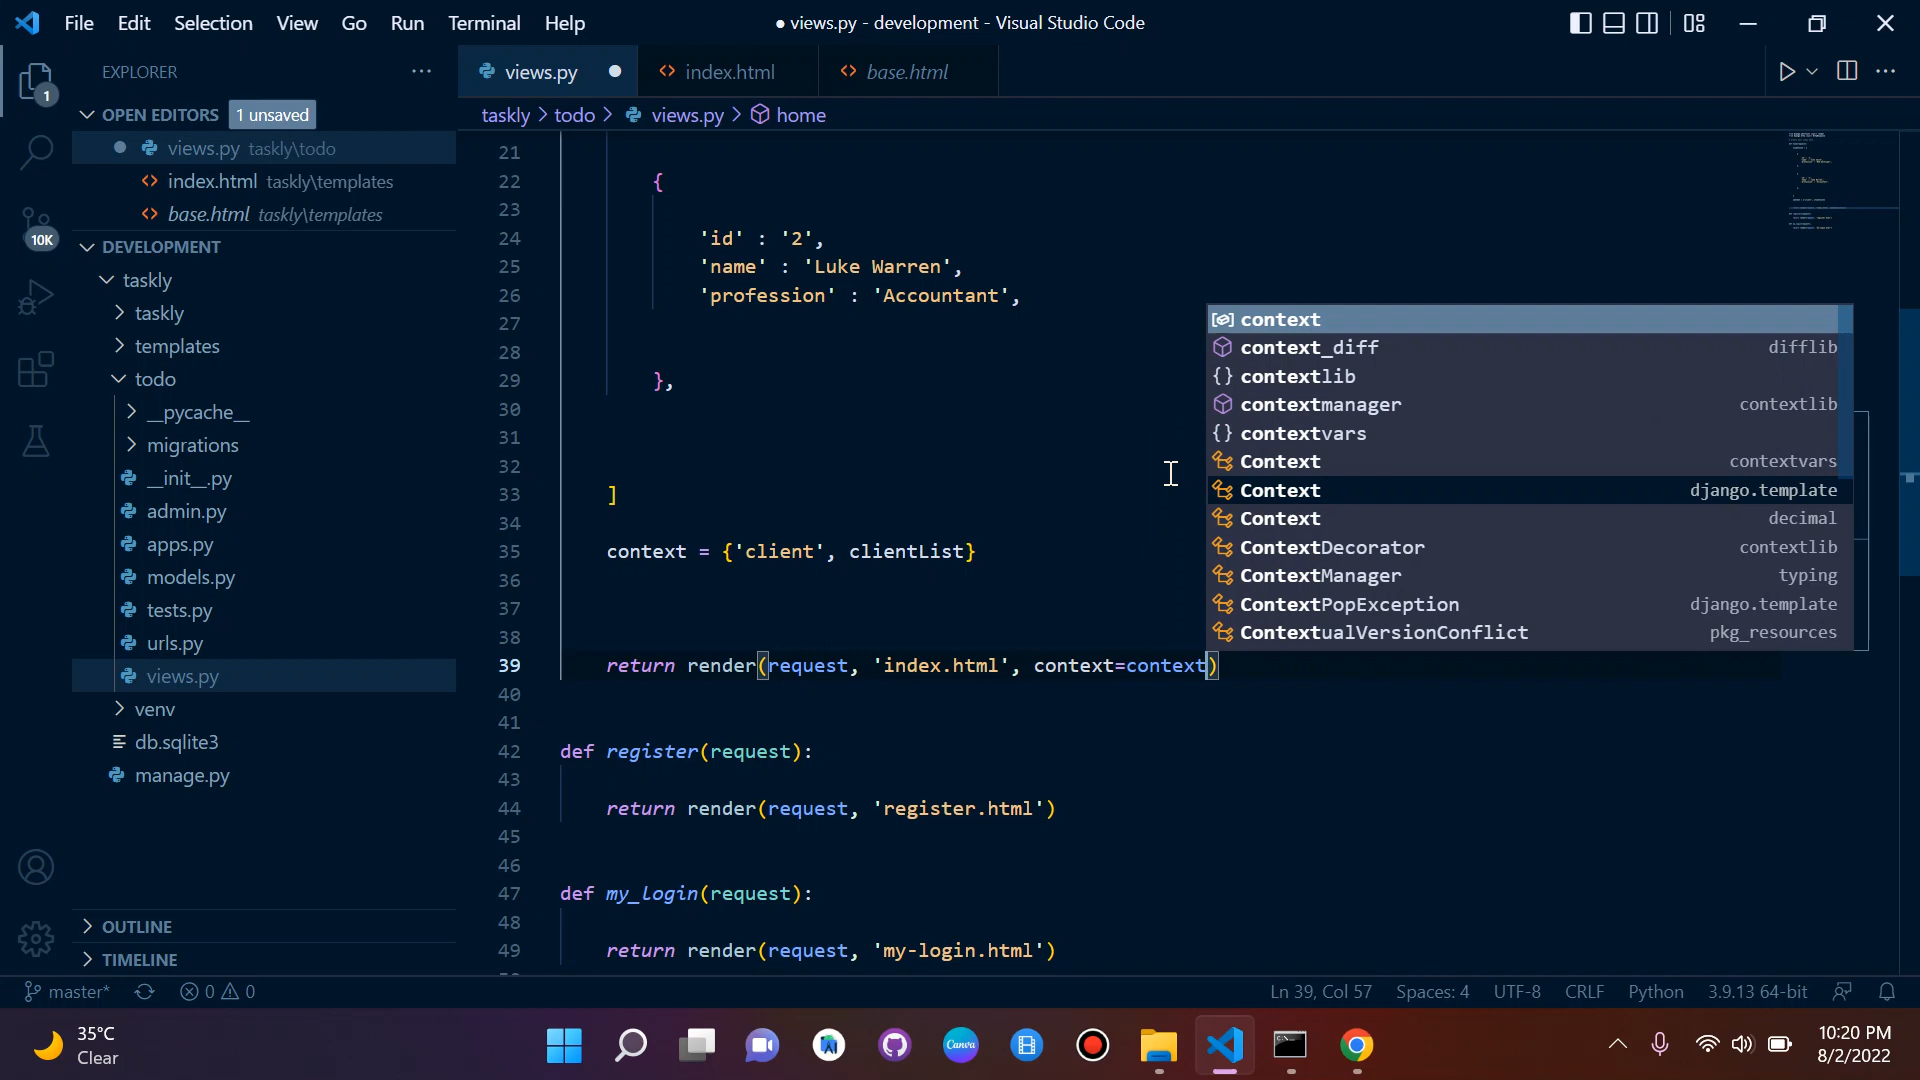 File Edit Selection View Go Run Terminal Help
● views.py - development - Visual Studio Code
EXPLORER
views.py
index.html
base.html
1
OPEN EDITORS 1 unsaved
taskly > todo > views.py > home
views.py taskly\todo
index.html taskly\templates
base.html taskly\templates
10K
DEVELOPMENT
taskly
taskly
templates
todo
__pycache__
migrations
__init__.py
admin.py
apps.py
models.py
tests.py
urls.py
views.py
venv
db.sqlite3
manage.py
OUTLINE
TIMELINE
21
22 {
23
24 'id' : '2',
25 'name' : 'Luke Warren',
26 'profession' : 'Accountant',
27
28
29 },
30
31
32
33 ]
34
35 context = {'client', clientList}
36
37
38
39 return render(request, 'index.html', context=context)
40
41
42 def register(request):
43
44 return render(request, 'register.html')
45
46
47 def my_login(request):
48
49 return render(request, 'my-login.html')
context
context_diff difflib
contextlib
contextmanager contextlib
contextvars
Context contextvars
Context django.template
Context decimal
ContextDecorator contextlib
ContextManager typing
ContextPopException django.template
ContextualVersionConflict pkg_resources
master* 0 0
Ln 39, Col 57 Spaces: 4 UTF-8 CRLF Python 3.9.13 64-bit
35°C
Clear
Canva
10:20 PM
8/2/2022